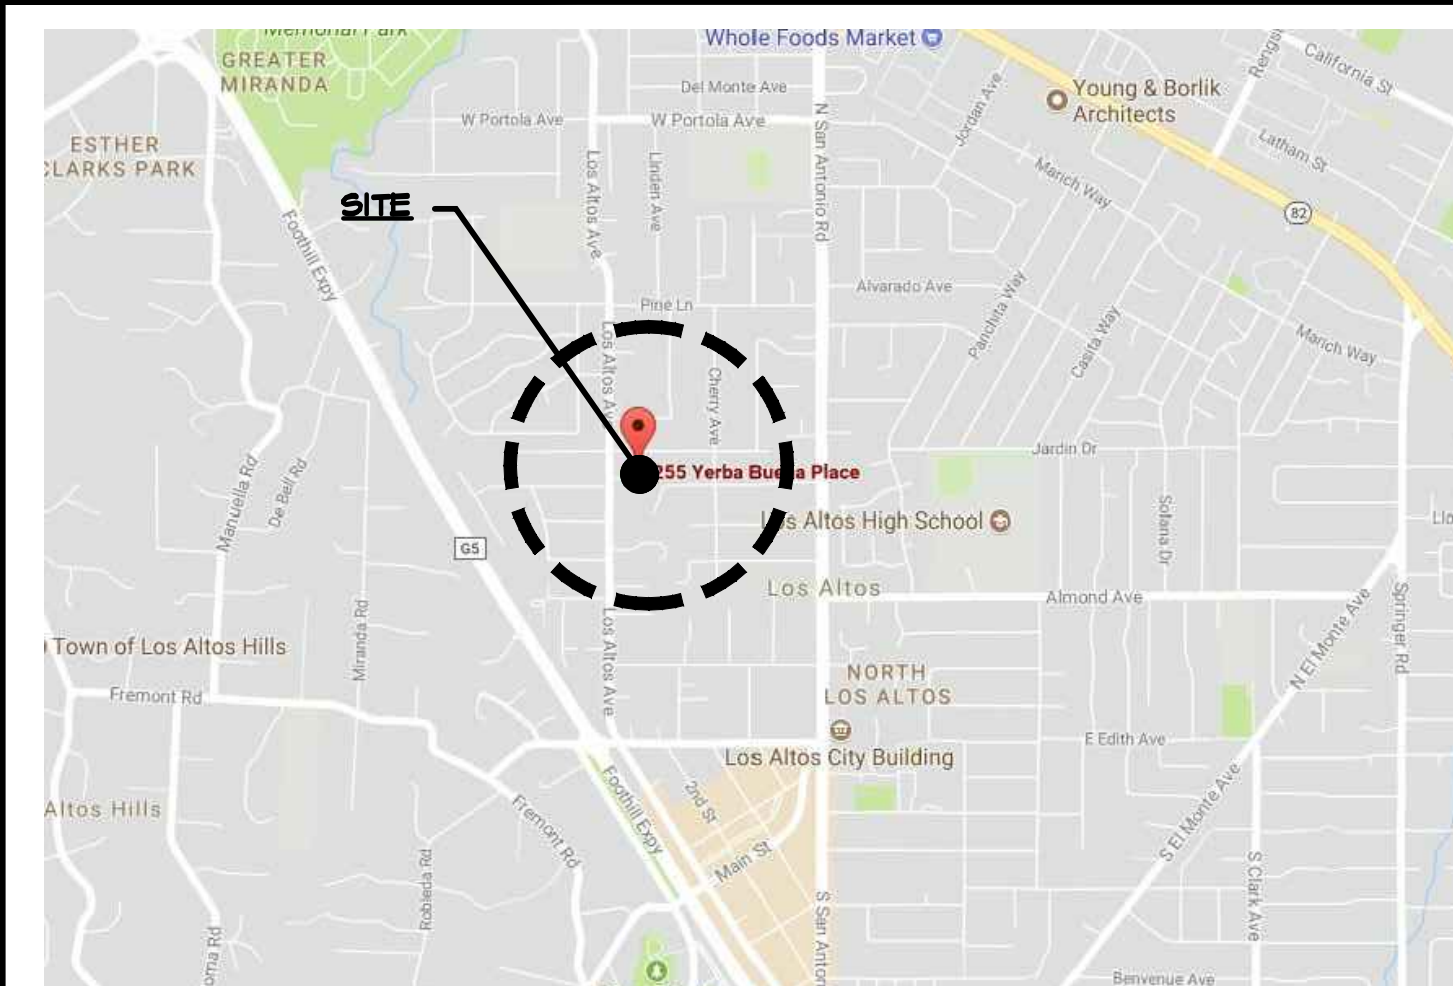 Memorial Park
Whole Foods Market
GREATER
MIRANDA
Del Monte Ave
W Portola Ave
W Portola Ave
N San Antonio Rd
Jordan Ave
Young & Borlik
Architects
California St
Latham St
ESTHER
CLARKS PARK
Los Altos Ave
Linden Ave
Marich Way
82
SITE
Foothill Expy
Alvarado Ave
Pine Ln
Panchita Way
Casita Way
Marich Way
Los Altos Av
Cherry Ave
Jardin Dr
255 Yerba Buena Place
Manuella Rd
De Bell Rd
Los Altos High School
Solana Dr
G5
Los Altos
Almond Ave
Miranda Rd
Los Altos Ave
N El Monte Ave
Springer Rd
Town of Los Altos Hills
NORTH
LOS ALTOS
Fremont Rd
E Edith Ave
Los Altos City Building
Altos Hills
Foothill Expy
2nd St
Fremont Rd
S El Monte Ave
Main St
Robleda Rd
S San Anton
S Clark Ave
Benvenue Ave